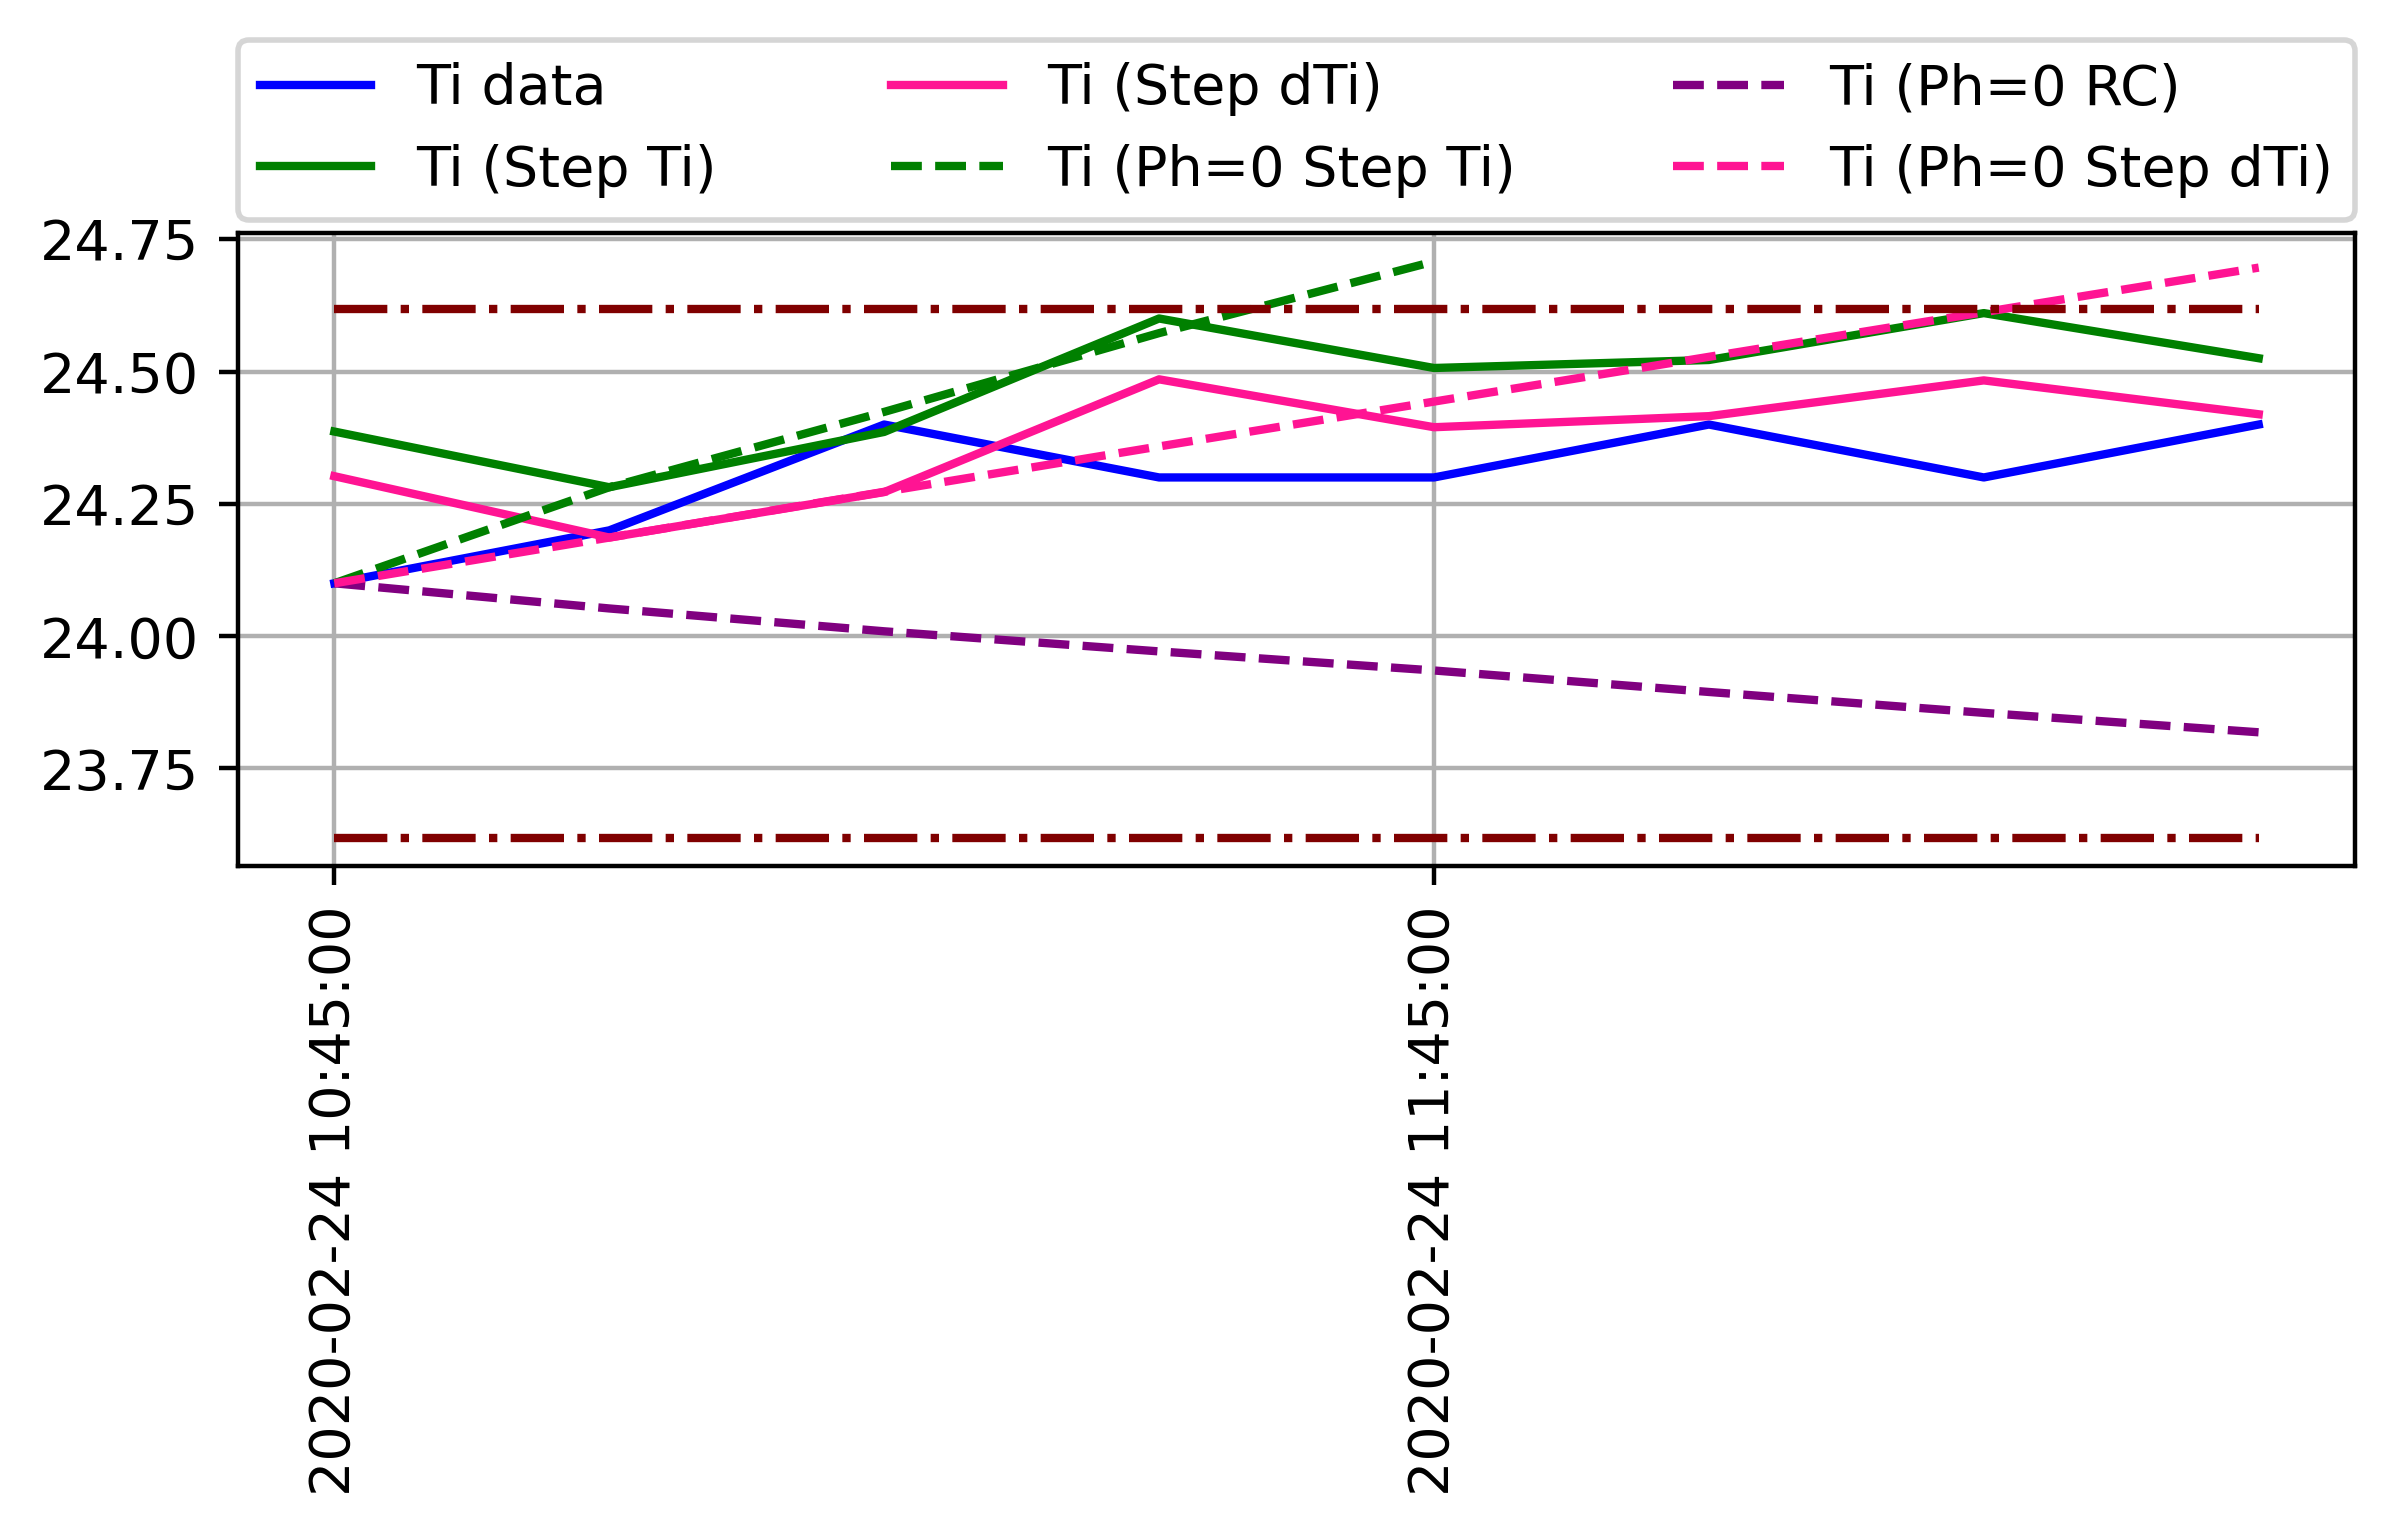 Ti data
Ti (Step Ti)
Ti (Step dTi)
Ti (Ph=0 Step Ti)
Ti (Ph=0 RC)
Ti (Ph=0 Step dTi)
24.75
24.50
24.25
24.00
23.75
2020-02-24 10:45:00
2020-02-24 11:45:00